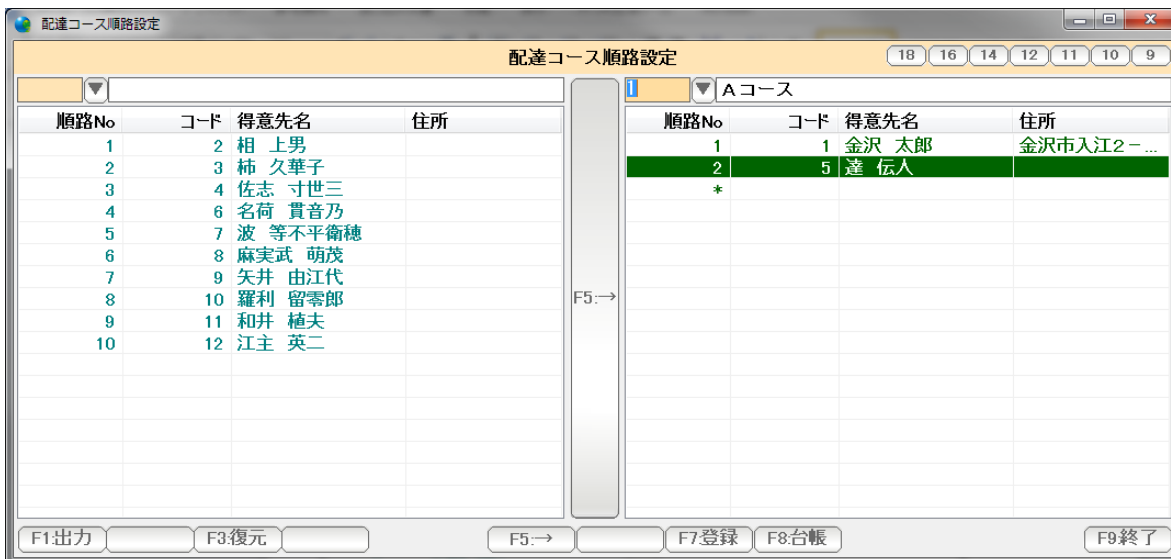 配達コース順路設定
配達コース順路設定 18 16 14 12 11 10 9
1 Aコース
順路No コード 得意先名 住所 順路No コード 得意先名 住所
1 2 相 上男 1 1 金沢 太郎 金沢市入江2-...
2 3 柿 久華子 2 5 達 伝人
3 4 佐志 寸世三 *
4 6 名荷 貫音乃
5 7 波 等不平衛穂
6 8 麻実武 萌茂
7 9 矢井 由江代
8 10 羅利 留零郎
9 11 和井 植夫
10 12 江主 英二
F5:→
F1:出力 F3:復元 F5:→ F7:登録 F8:台帳 F9:終了